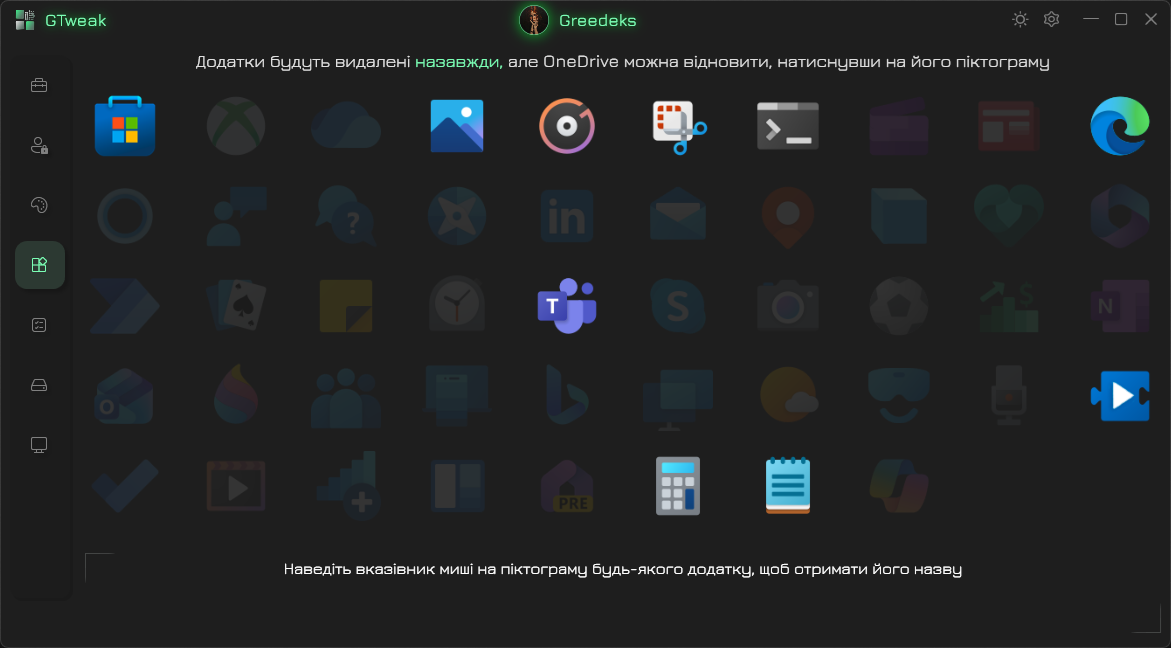 GTweak
Greedeks
Додатки будуть видалені назавжди, але OneDrive можна відновити, натиснувши на його піктограму
?
in
T
S
S
N
O
PRE
Наведіть вказівник миші на піктограму будь-якого додатку, щоб отримати його назву